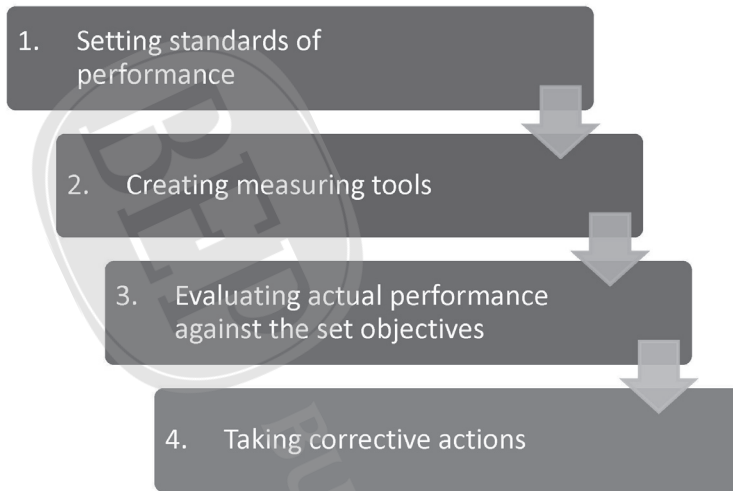 1. Setting standards of
performance
2. Creating measuring tools
3. Evaluating actual performance
against the set objectives
4. Taking corrective actions
BEP